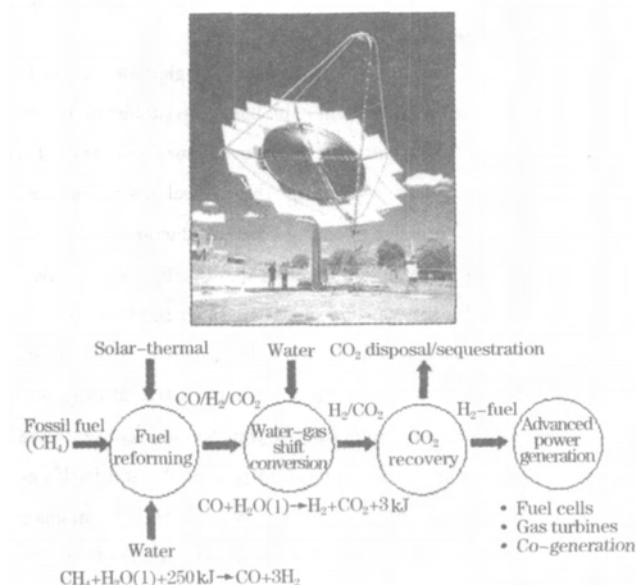 Solar-thermal
Water
CO₂ disposal/sequestration
CO/H₂/CO₂
H₂/CO₂
H₂-fuel
Fossil fuel
(CH₄)
Fuel
reforming
Water-gas
shift
conversion
CO₂
recovery
Advanced
power
generation
CO+H₂O(1)→H₂+CO₂+3 kJ
Water
• Fuel cells
• Gas turbines
• Co-generation
CH₄+H₂O(1)+250 kJ→CO+3H₂